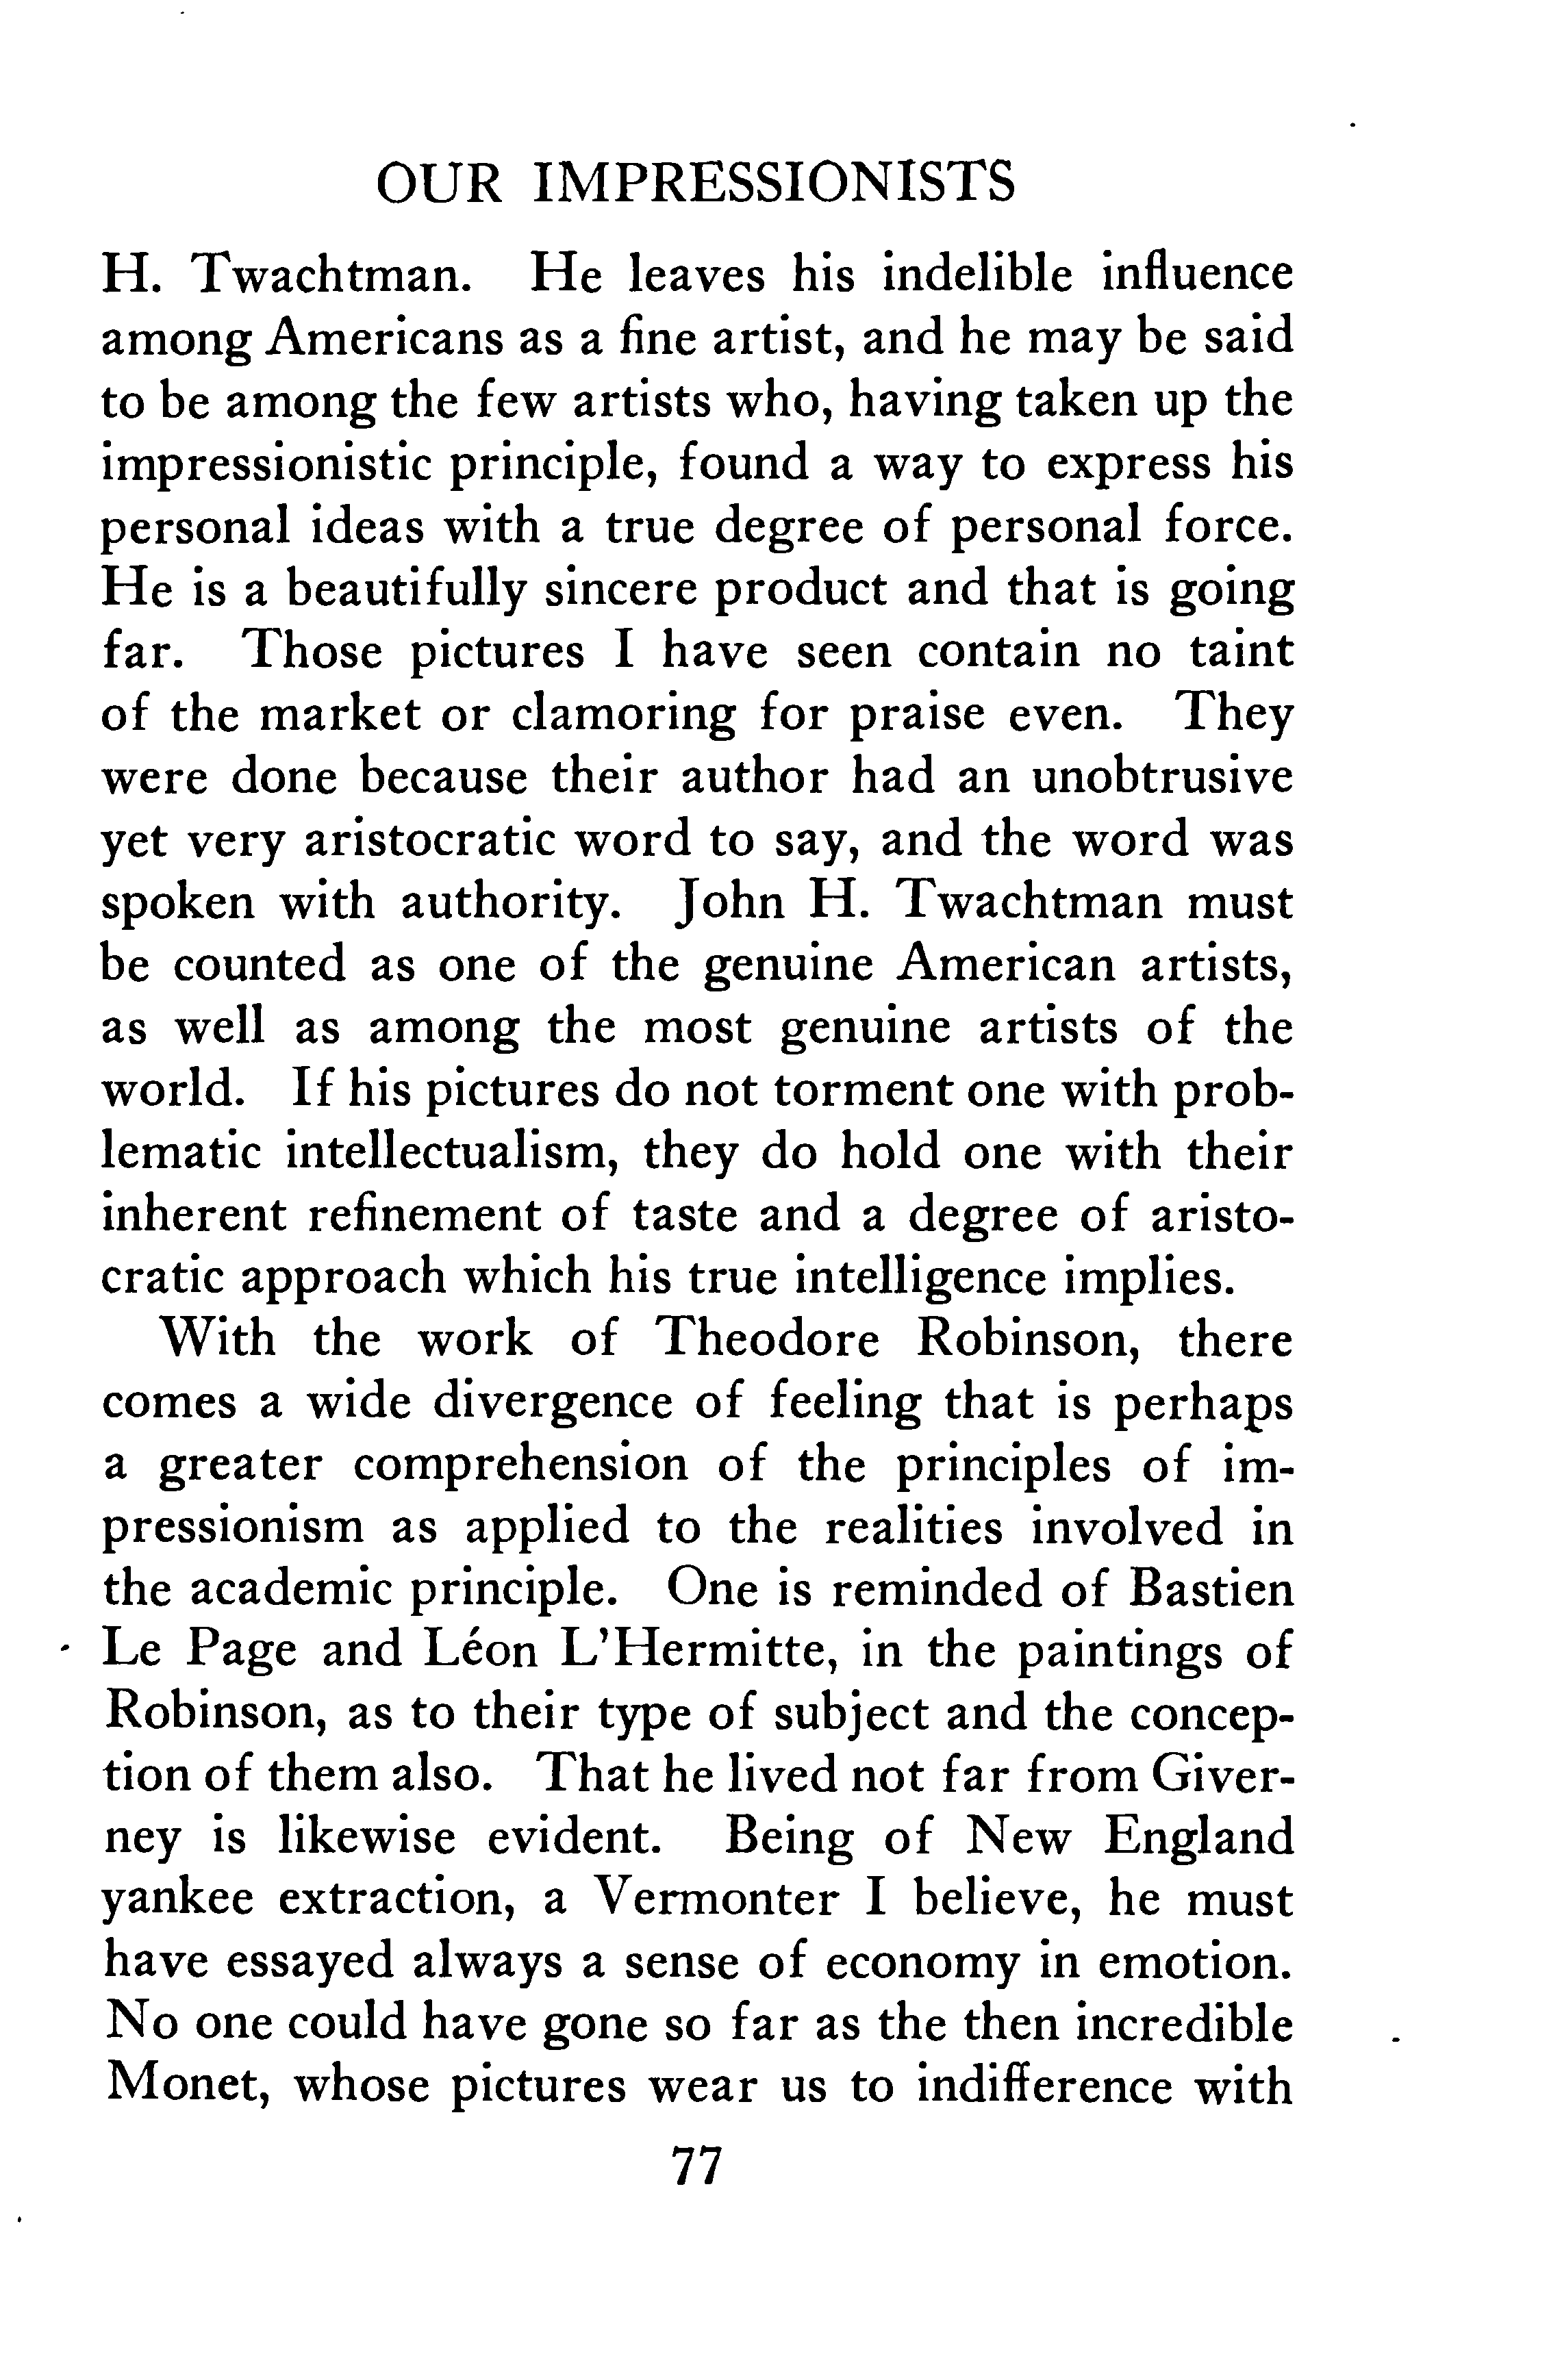 OUR IMPRESSIONISTS
H. Twachtman. He leaves his indelible influence
among Americans as a fine artist, and he may be said
to be among the few artists who, having taken up the
impressionistic principle, found a way to express his
personal ideas with a true degree of personal force.
He is a beautifully sincere product and that is going
far. Those pictures I have seen contain no taint
of the market or clamoring for praise even. They
were done because their author had an unobtrusive
yet very aristocratic word to say, and the word was
spoken with authority. John H. Twachtman must
be counted as one of the genuine American artists,
as well as among the most genuine artists of the
world. If his pictures do not torment one with prob-
lematic intellectualism, they do hold one with their
inherent refinement of taste and a degree of aristo-
cratic approach which his true intelligence implies.
With the work of Theodore Robinson, there
comes a wide divergence of feeling that is perhaps
a greater comprehension of the principles of im-
pressionism as applied to the realities involved in
the academic principle. One is reminded of Bastien
Le Page and Léon L'Hermitte, in the paintings of
Robinson, as to their type of subject and the concep-
tion of them also. That he lived not far from Giver-
ney is likewise evident. Being of New England
yankee extraction, a Vermonter I believe, he must
have essayed always a sense of economy in emotion.
No one could have gone so far as the then incredible
Monet, whose pictures wear us to indifference with
77